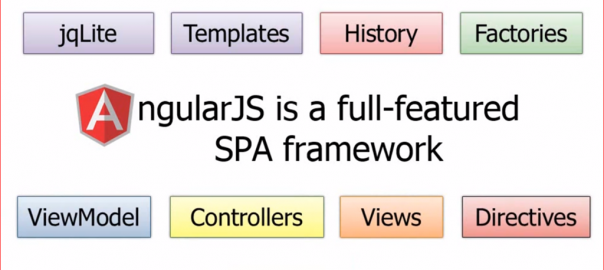 jqLite Templates History Factories
AngularJS is a full-featured
SPA framework
ViewModel Controllers Views Directives